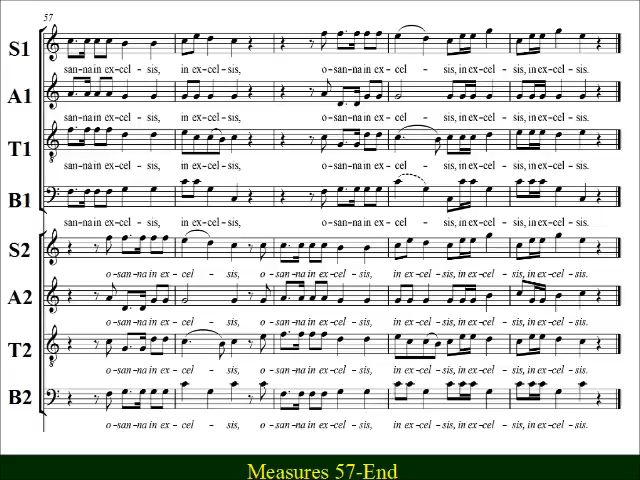 57
S1
san-na in ex-cel - sis, in ex-cel-sis, o-san-na in ex-cel - sis, in ex-cel - sis, in ex-cel-sis.
A1
san-na in ex-cel - sis, in ex-cel-sis, o-san-na in ex-cel - sis, in ex-cel - sis, in ex-cel-sis.
T1
san-na in ex-cel - sis, in ex-cel-sis, o-san-na in ex-cel - sis, in ex-cel - sis, in ex-cel-sis.
B1
san-na in ex-cel - sis, in ex-cel-sis, o-san-na in ex-cel - sis, in ex-cel - sis, in ex-cel-sis.
S2
o-san-na in ex - cel - sis, o-san-na in ex-cel-sis, in ex-cel - sis, in ex-cel - sis, in ex-cel-sis.
A2
o-san-na in ex - cel - sis, o-san-na in ex-cel-sis, in ex-cel - sis, in ex-cel - sis, in ex-cel-sis.
T2
o-san-na in ex - cel - sis, o-san-na in ex-cel-sis, in ex-cel - sis, in ex-cel - sis, in ex-cel-sis.
B2
o-san-na in ex - cel - sis, o-san-na in ex-cel-sis, in ex-cel - sis, in ex-cel - sis, in ex-cel-sis.
Measures 57-End